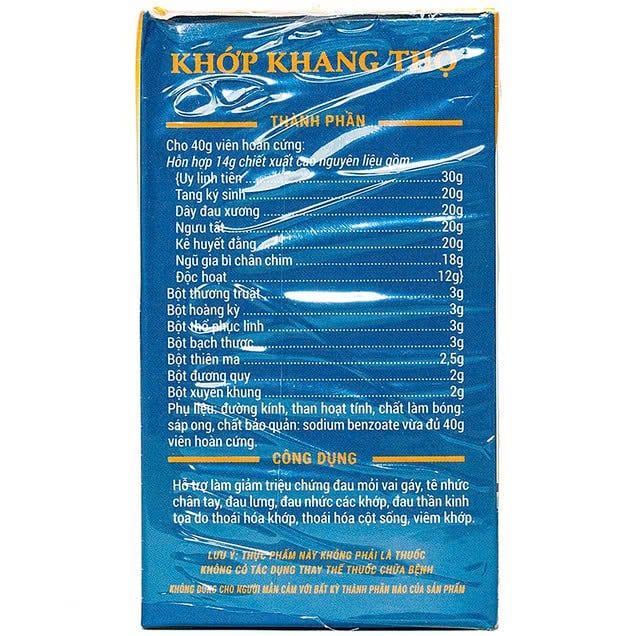 KHỚP KHANG THỌ
THÀNH PHẦN
Cho 40g viên hoàn cứng:
Hỗn hợp 14g chiết xuất cao nguyên liệu gồm:
{Uy linh tiên 30g
Tang ký sinh 20g
Dây đau xương 20g
Ngưu tất 20g
Kê huyết đằng 20g
Ngũ gia bì chân chim 18g
Độc hoạt 12g}
Bột thương truật 3g
Bột hoàng kỳ 3g
Bột thổ phục linh 3g
Bột bạch thược 3g
Bột thiên ma 2,5g
Bột đương quy 2g
Bột xuyên khung 2g
Phụ liệu: đường kính, than hoạt tính, chất làm bóng:
sáp ong, chất bảo quản: sodium benzoate vừa đủ 40g
viên hoàn cứng.
CÔNG DỤNG
Hỗ trợ làm giảm triệu chứng đau mỏi vai gáy, tê nhức
chân tay, đau lưng, đau nhức các khớp, đau thần kinh
tọa do thoái hóa khớp, thoái hóa cột sống, viêm khớp.
LƯU Ý: THỰC PHẨM NÀY KHÔNG PHẢI LÀ THUỐC
KHÔNG CÓ TÁC DỤNG THAY THẾ THUỐC CHỮA BỆNH
KHÔNG DÙNG CHO NGƯỜI MẪN CẢM VỚI BẤT KỲ THÀNH PHẦN NÀO CỦA SẢN PHẨM